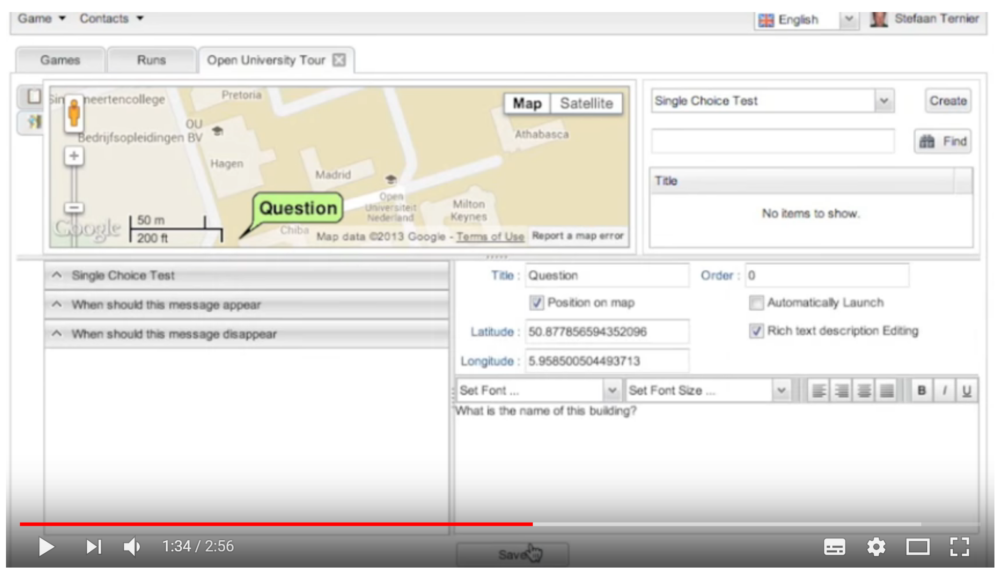 Game Contacts English Stefaan Ternier
Games Runs Open University Tour
Pretoria
neertencollege
Map Satellite
OU
Bedrijfsopleidingen BV
Hagen
Madrid
Athabasca
Question
Open
Universiteit
Nederland
Milton
Keynes
Chiba
Google
50 m
200 ft
Map data ©2013 Google - Terms of Use Report a map error
Single Choice Test Create
Find
Title
No items to show.
Single Choice Test
When should this message appear
When should this message disappear
Title : Question Order : 0
Position on map Automatically Launch
Latitude : 50.877856594352096 Rich text description Editing
Longitude : 5.958500504493713
Set Font ... Set Font Size ... B I U
What is the name of this building?
1:34 / 2:56
Save